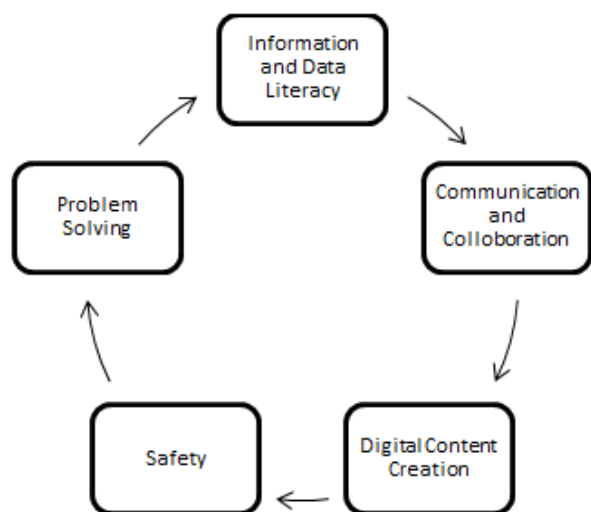 Information
and Data
Literacy
Communication
and
Colloboration
Digital Content
Creation
Safety
Problem
Solving